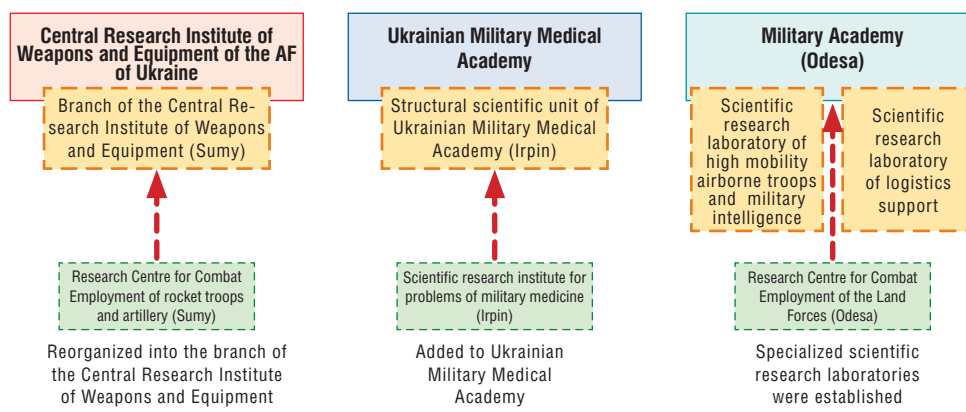 Central Research Institute of
Weapons and Equipment of the AF
of Ukraine
Branch of the Central Re-
search Institute of Weapons
and Equipment (Sumy)
Research Centre for Combat
Employment of rocket troops
and artillery (Sumy)
Reorganized into the branch of
the Central Research Institute
of Weapons and Equipment
Ukrainian Military Medical
Academy
Structural scientific unit of
Ukrainian Military Medical
Academy (Irpin)
Scientific research institute for
problems of military medicine
(Irpin)
Added to Ukrainian
Military Medical
Academy
Military Academy
(Odesa)
Scientific
research
laboratory of
high mobility
airborne troops
and military
intelligence
Scientific
research
laboratory
of logistics
support
Research Centre for Combat
Employment of the Land
Forces (Odesa)
Specialized scientific
research laboratories
were established